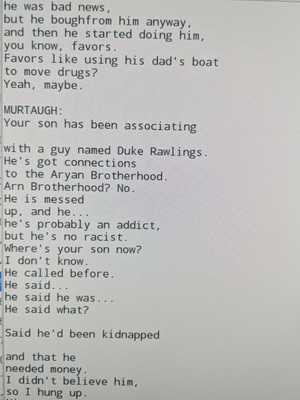 he was bad news,
but he boughfrom him anyway,
and then he started doing him,
you know, favors.
Favors like using his dad's boat
to move drugs?
Yeah, maybe.
MURTAUGH:
Your son has been associating
with a guy named Duke Rawlings.
He's got connections
to the Aryan Brotherhood.
Arn Brotherhood? No.
He is messed
up, and he...
he's probably an addict,
but he's no racist.
Where's your son now?
I don't know.
He called before.
He said...
he said he was...
He said what?
Said he'd been kidnapped
and that he
needed money.
I didn't believe him,
so I hung up.